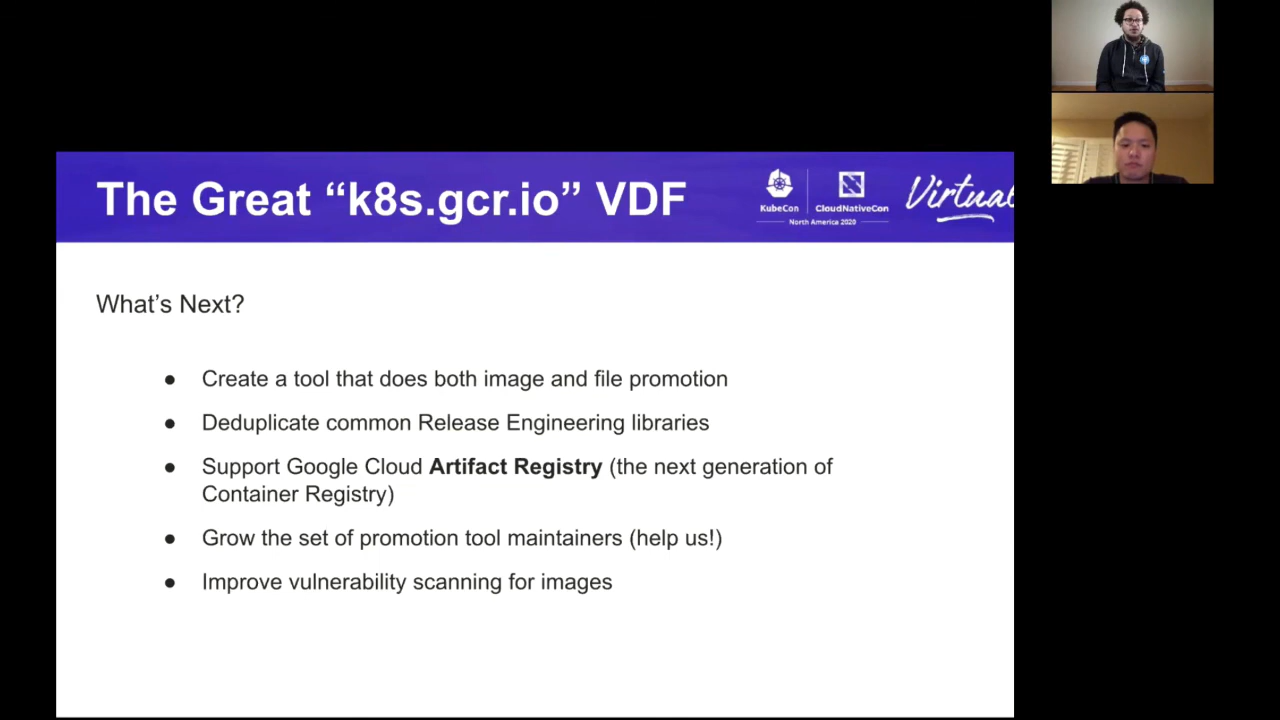 The Great “k8s.gcr.io” VDF
KubeCon
CloudNativeCon
North America 2020
Virtual
What’s Next?
● Create a tool that does both image and file promotion
● Deduplicate common Release Engineering libraries
● Support Google Cloud Artifact Registry (the next generation of
Container Registry)
● Grow the set of promotion tool maintainers (help us!)
● Improve vulnerability scanning for images